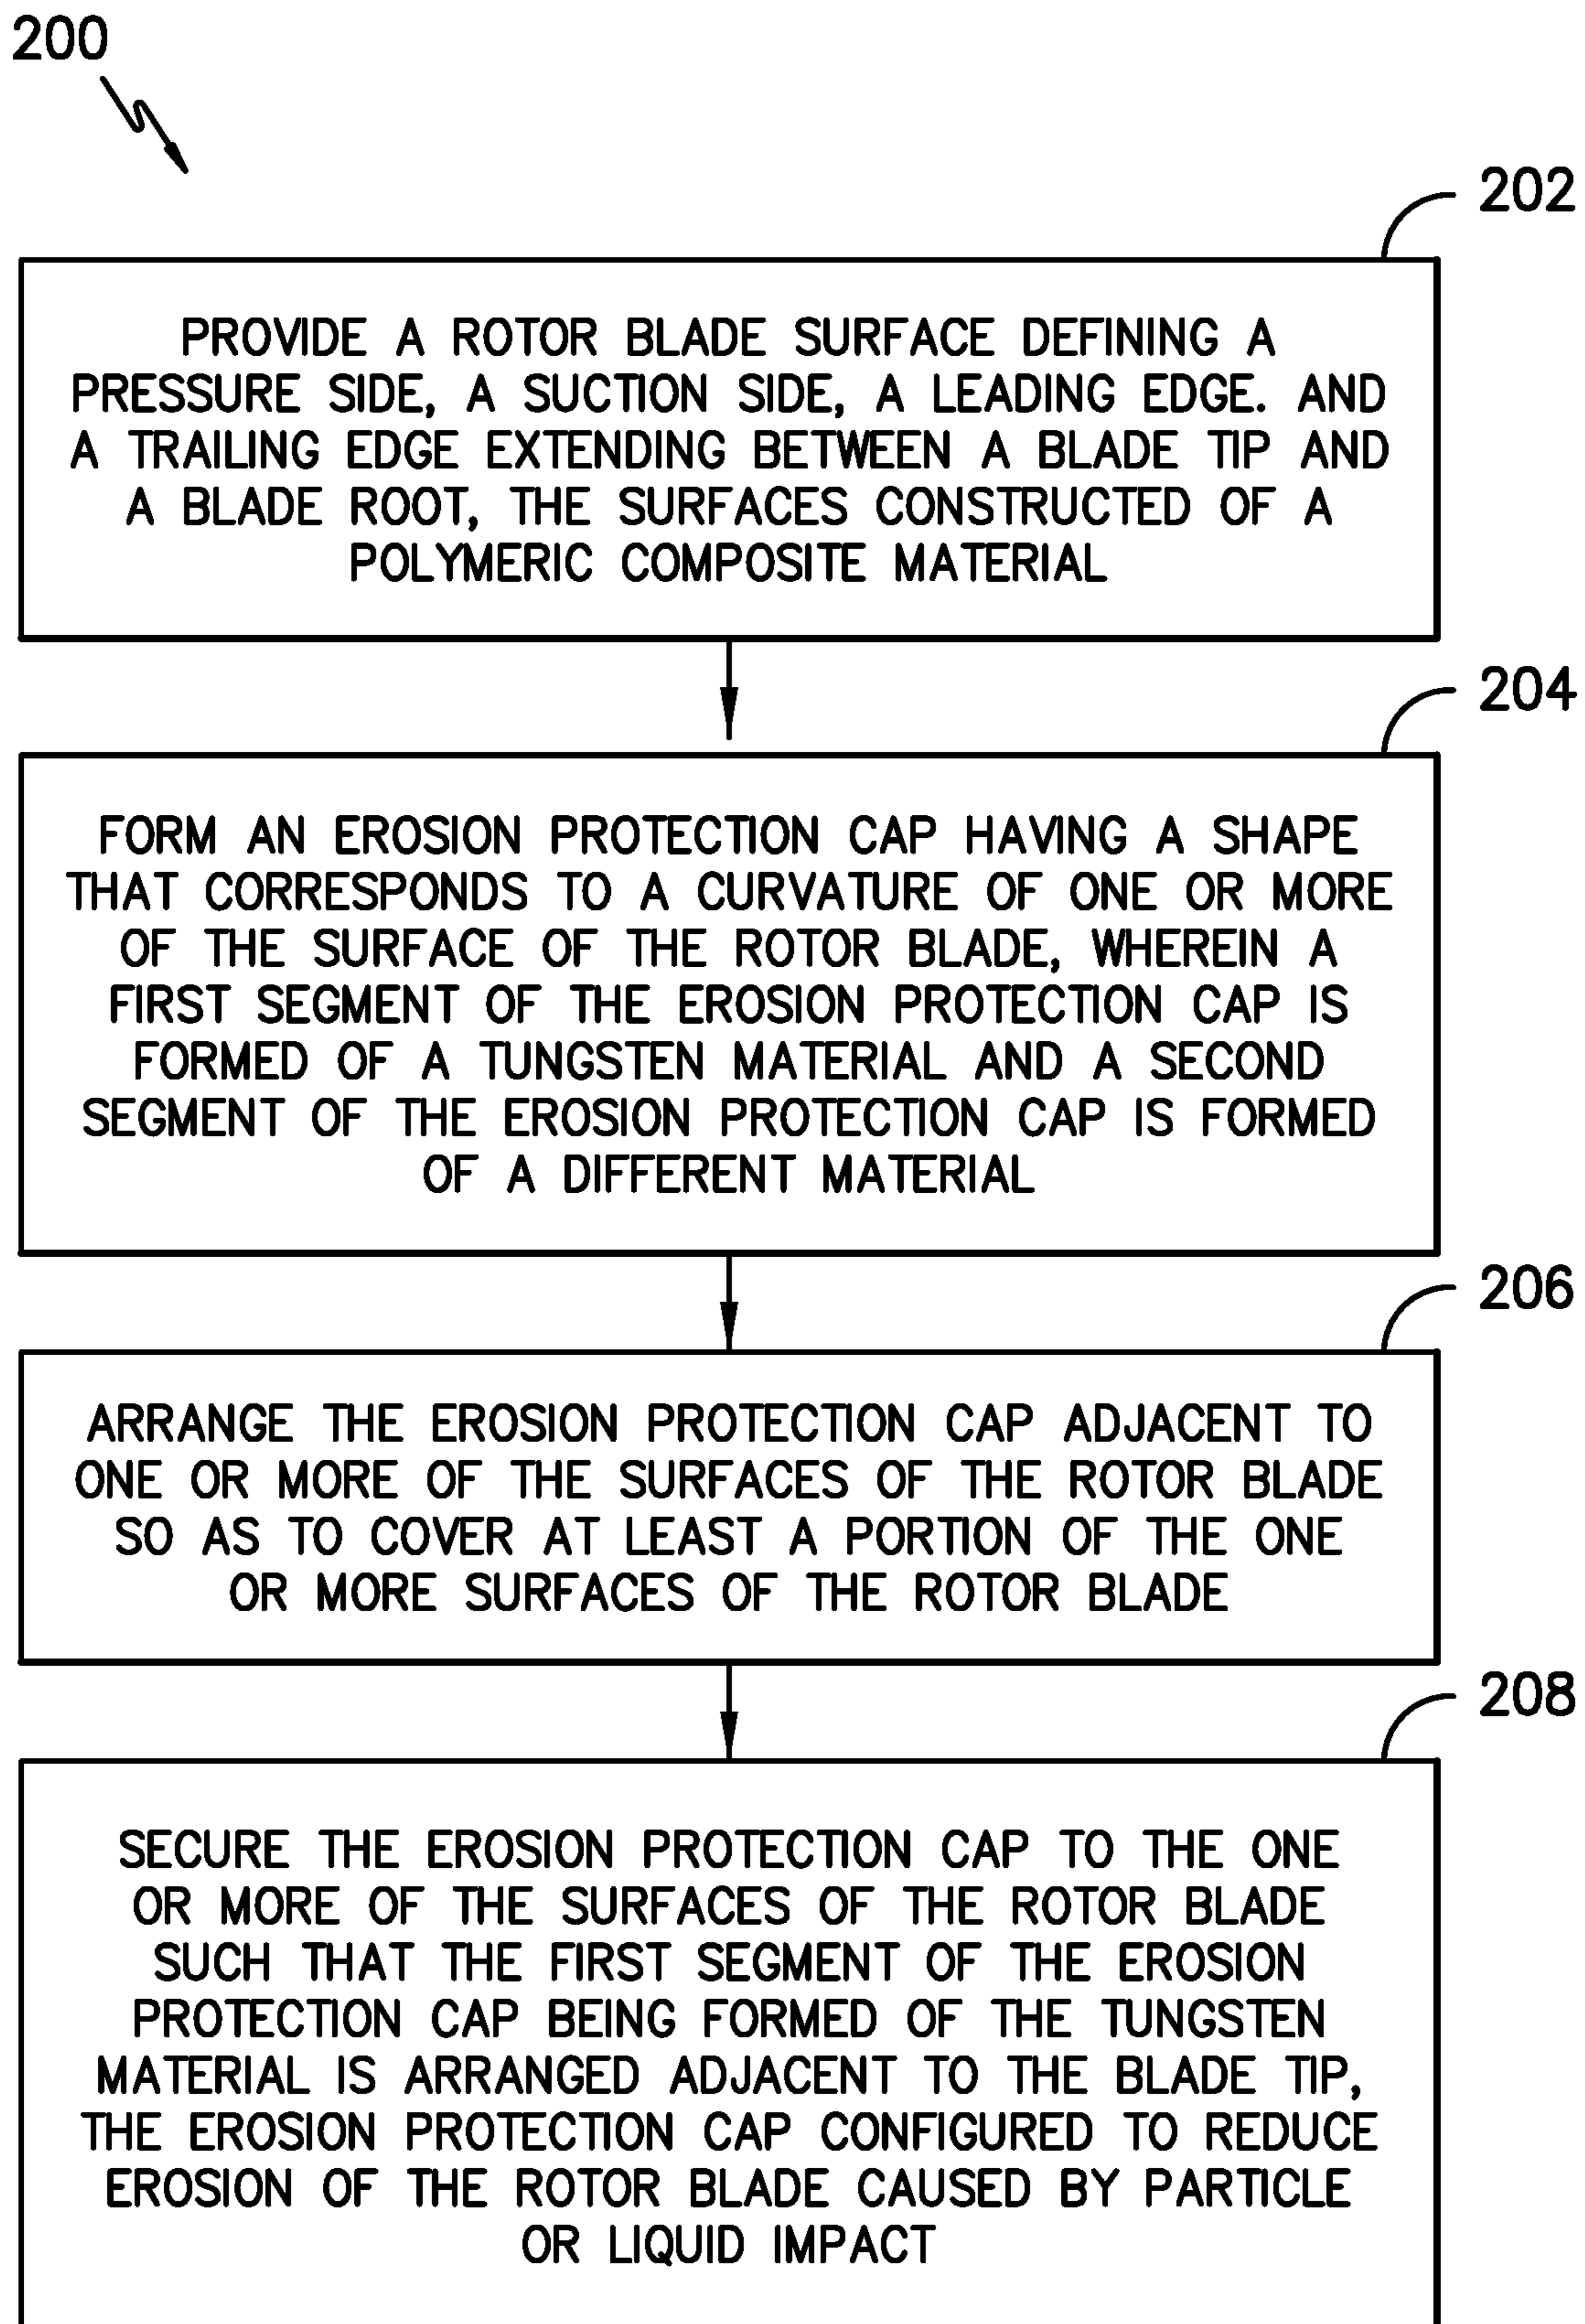 200
202
PROVIDE A ROTOR BLADE SURFACE DEFINING A
PRESSURE SIDE, A SUCTION SIDE, A LEADING EDGE. AND
A TRAILING EDGE EXTENDING BETWEEN A BLADE TIP AND
A BLADE ROOT, THE SURFACES CONSTRUCTED OF A
POLYMERIC COMPOSITE MATERIAL
204
FORM AN EROSION PROTECTION CAP HAVING A SHAPE
THAT CORRESPONDS TO A CURVATURE OF ONE OR MORE
OF THE SURFACE OF THE ROTOR BLADE, WHEREIN A
FIRST SEGMENT OF THE EROSION PROTECTION CAP IS
FORMED OF A TUNGSTEN MATERIAL AND A SECOND
SEGMENT OF THE EROSION PROTECTION CAP IS FORMED
OF A DIFFERENT MATERIAL
206
ARRANGE THE EROSION PROTECTION CAP ADJACENT TO
ONE OR MORE OF THE SURFACES OF THE ROTOR BLADE
SO AS TO COVER AT LEAST A PORTION OF THE ONE
OR MORE SURFACES OF THE ROTOR BLADE
208
SECURE THE EROSION PROTECTION CAP TO THE ONE
OR MORE OF THE SURFACES OF THE ROTOR BLADE
SUCH THAT THE FIRST SEGMENT OF THE EROSION
PROTECTION CAP BEING FORMED OF THE TUNGSTEN
MATERIAL IS ARRANGED ADJACENT TO THE BLADE TIP,
THE EROSION PROTECTION CAP CONFIGURED TO REDUCE
EROSION OF THE ROTOR BLADE CAUSED BY PARTICLE
OR LIQUID IMPACT